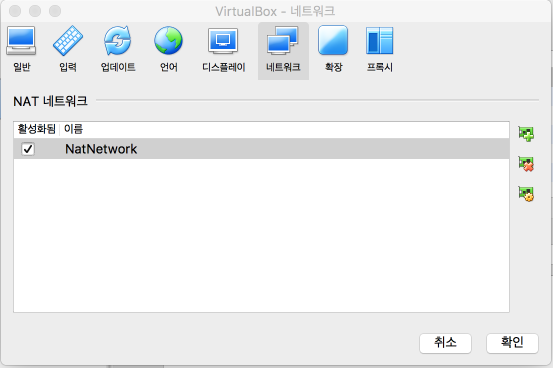 VirtualBox - 네트워크
일반 입력 업데이트 언어 디스플레이 네트워크 확장 프록시
NAT 네트워크
활성화됨 이름
NatNetwork
취소 확인